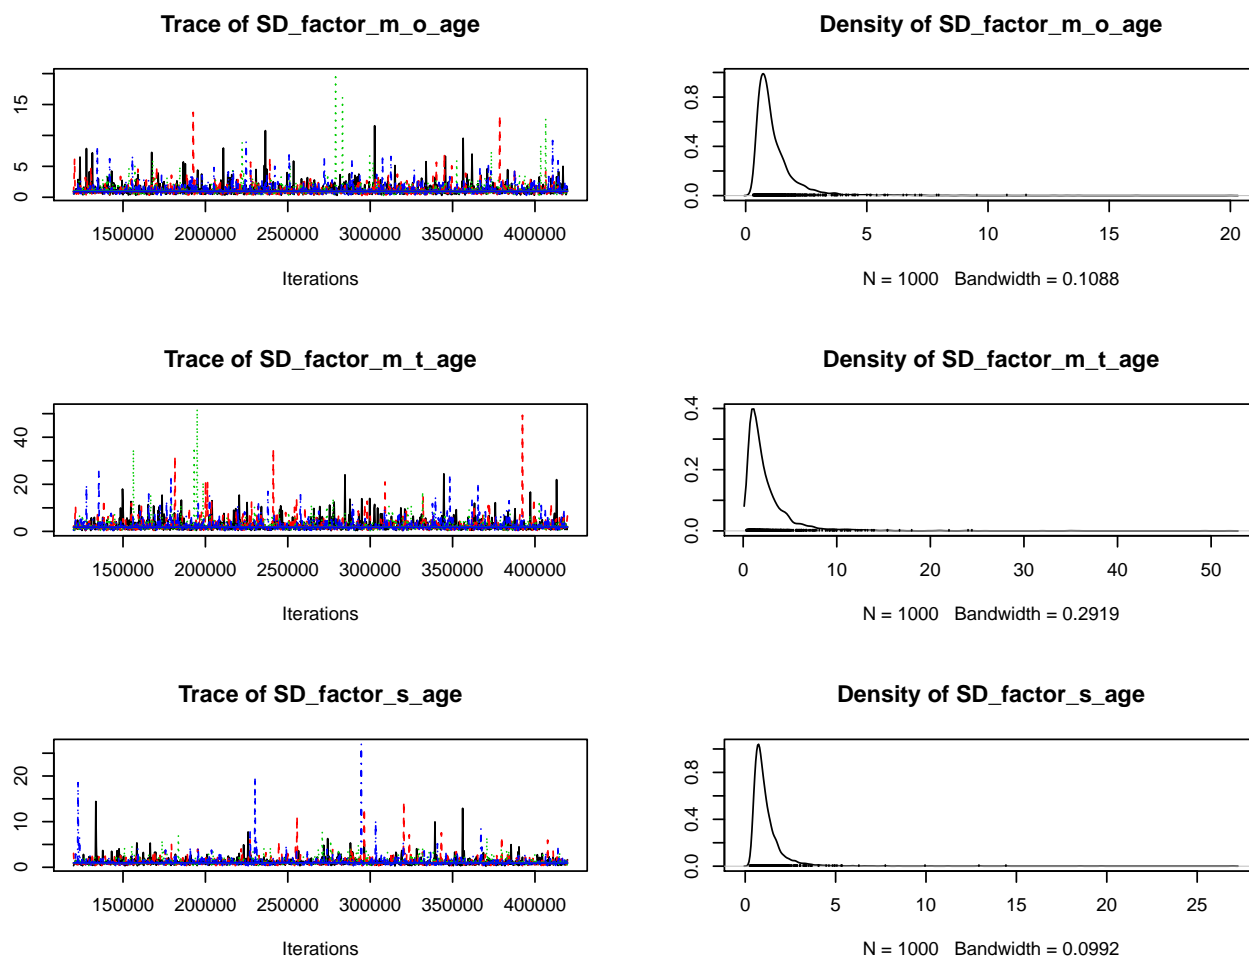 Trace of SD_factor_m_o_age
0 5 15
150000 200000 250000 300000 350000 400000
Iterations
Density of SD_factor_m_o_age
0.0 0.4 0.8
0 5 10 15 20
N = 1000 Bandwidth = 0.1088
Trace of SD_factor_m_t_age
0 20 40
150000 200000 250000 300000 350000 400000
Iterations
Density of SD_factor_m_t_age
0.0 0.2 0.4
0 10 20 30 40 50
N = 1000 Bandwidth = 0.2919
Trace of SD_factor_s_age
0 10 20
150000 200000 250000 300000 350000 400000
Iterations
Density of SD_factor_s_age
0.0 0.4 0.8
0 5 10 15 20 25
N = 1000 Bandwidth = 0.0992